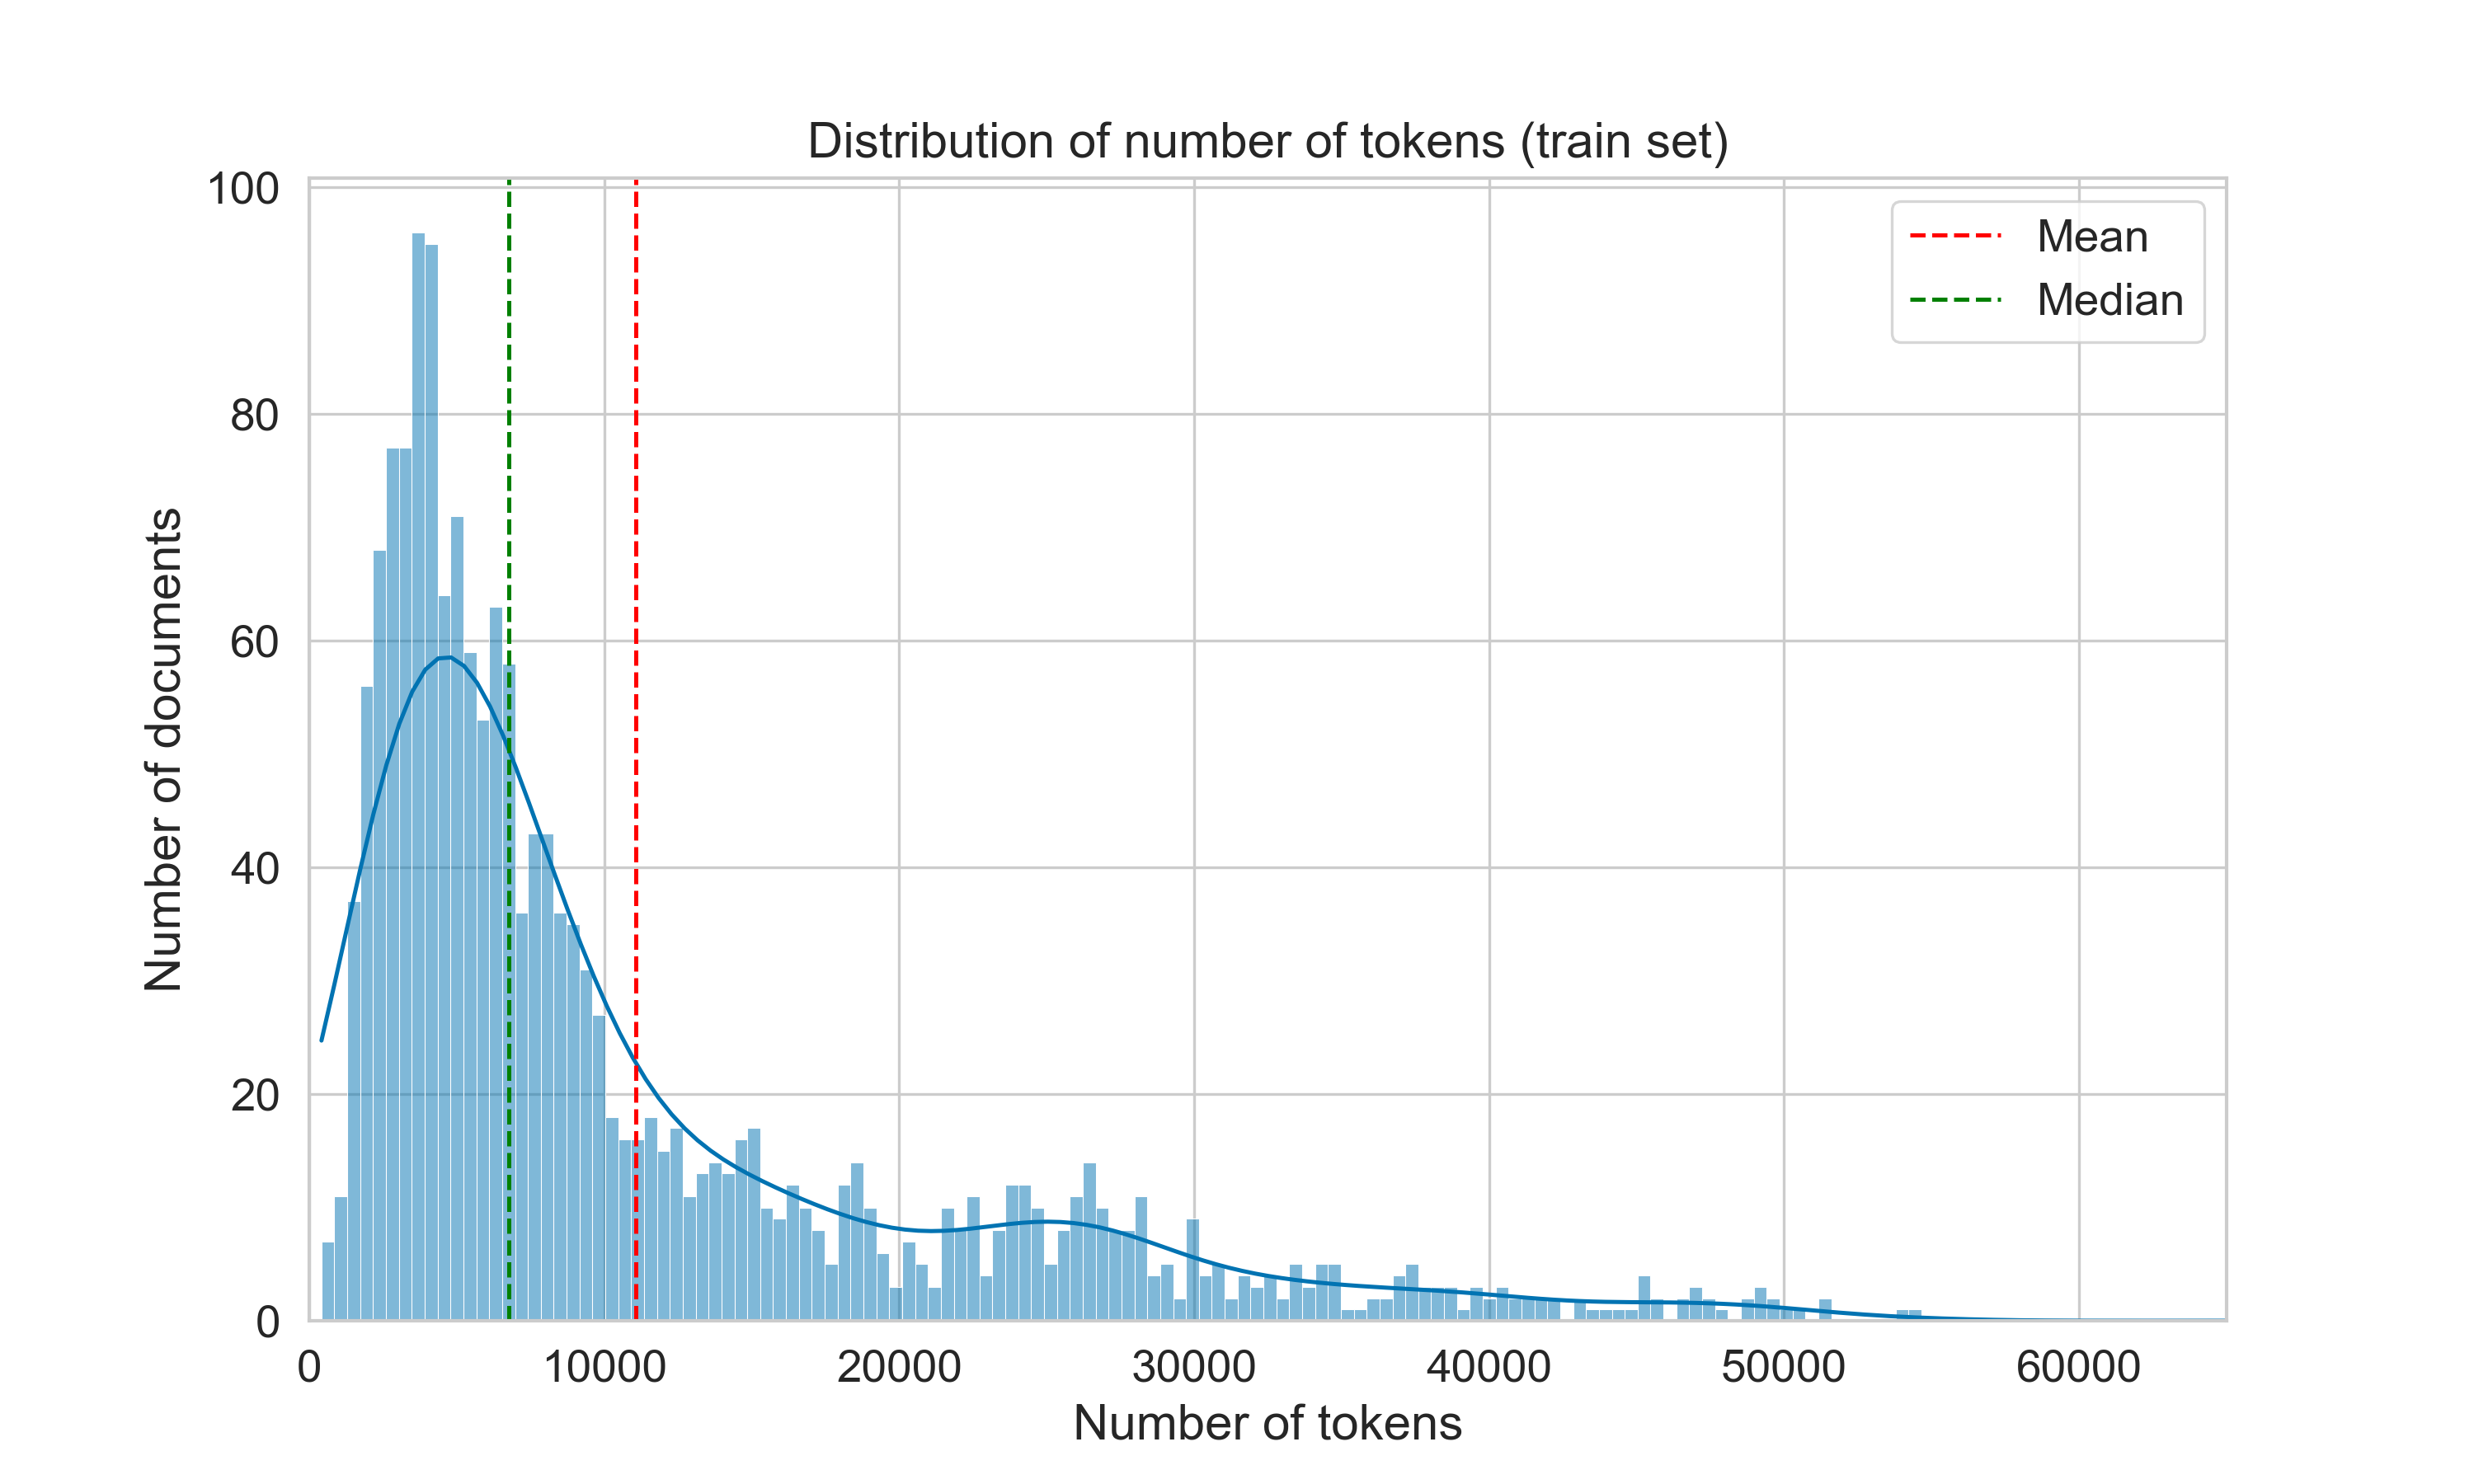 Distribution of number of tokens (train set)
100
80
60
40
20
0
Number of documents
Mean
Median
0 10000 20000 30000 40000 50000 60000
Number of tokens